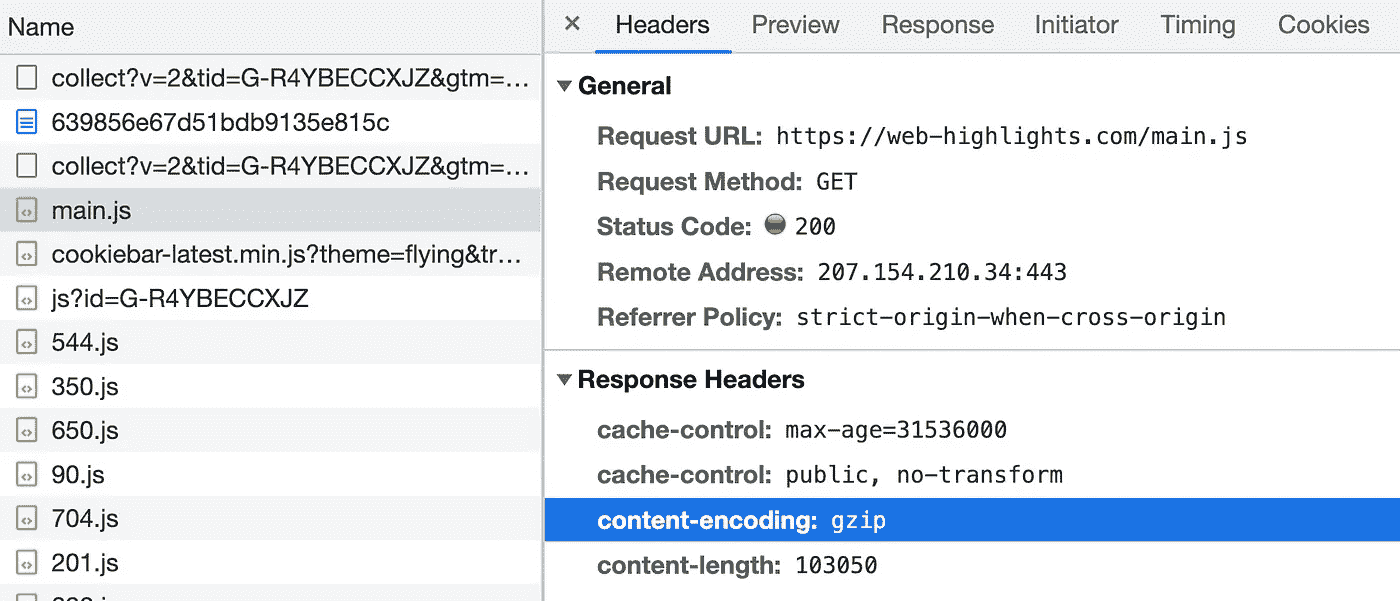 Name
collect?v=2&tid=G-R4YBECCXJZ&gtm=…
639856e67d51bdb9135e815c
collect?v=2&tid=G-R4YBECCXJZ&gtm=…
main.js
cookiebar-latest.min.js?theme=flying&tr…
js?id=G-R4YBECCXJZ
544.js
350.js
650.js
90.js
704.js
201.js
× Headers Preview Response Initiator Timing Cookies
General
Request URL: https://web-highlights.com/main.js
Request Method: GET
Status Code: 200
Remote Address: 207.154.210.34:443
Referrer Policy: strict-origin-when-cross-origin
Response Headers
cache-control: max-age=31536000
cache-control: public, no-transform
content-encoding: gzip
content-length: 103050